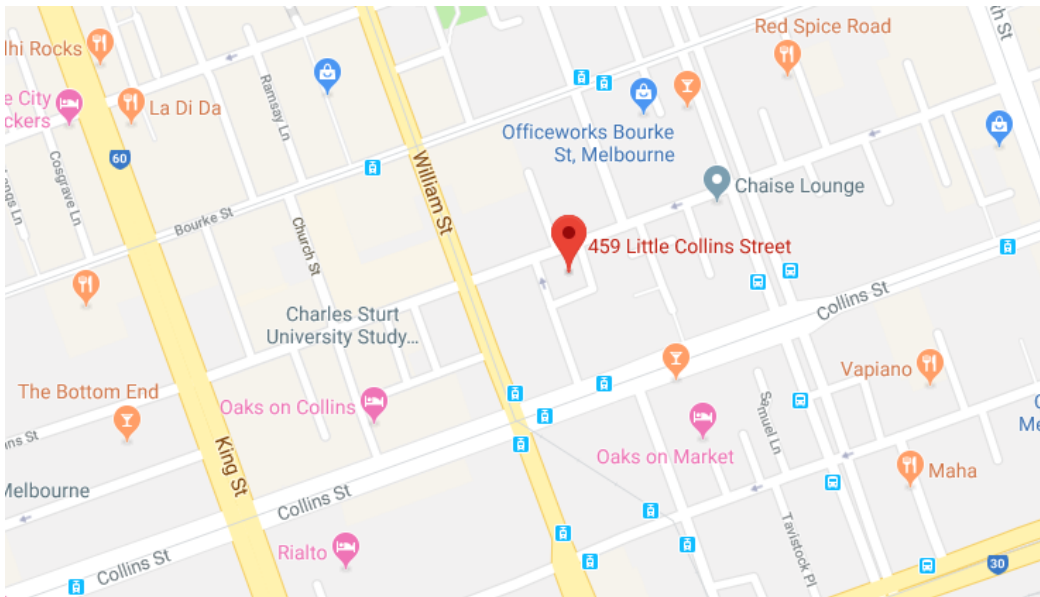 Red Spice Road
lhi Rocks
La Di Da
e City
ckers
Ramsay Ln
th St
60
Officeworks Bourke
St, Melbourne
William St
Cosgrave Ln
Chaise Lounge
Bourke St
Church St
459 Little Collins Street
Charles Sturt
University Study...
Collins St
Vapiano
The Bottom End
Oaks on Collins
Samuel Ln
ns St
King St
Oaks on Market
Maha
Me
Melbourne
Collins St
Tavistock Pl
Rialto
Collins St
30